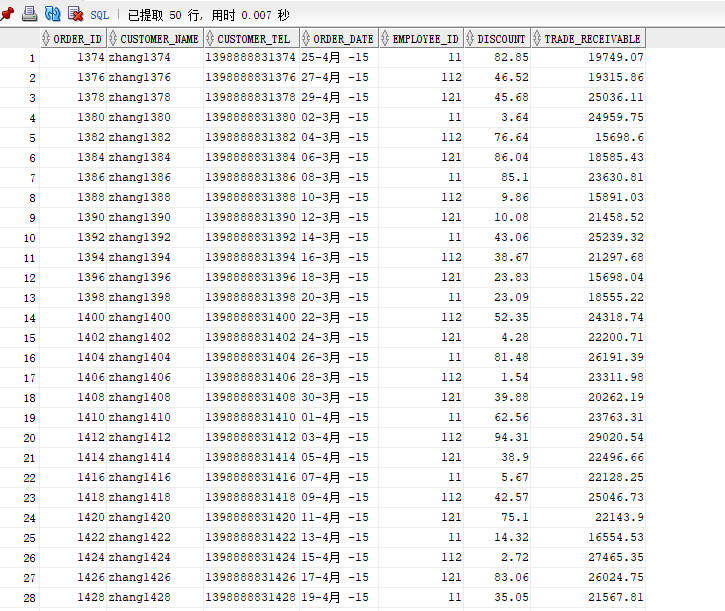 SQL | 已提取 50 行, 用时 0.007 秒
ORDER_ID CUSTOMER_NAME CUSTOMER_TEL ORDER_DATE EMPLOYEE_ID DISCOUNT TRADE_RECEIVABLE
1 1374 zhang1374 1398888831374 25-4月 -15 11 82.85 19749.07
2 1376 zhang1376 1398888831376 27-4月 -15 112 46.52 19315.86
3 1378 zhang1378 1398888831378 29-4月 -15 121 45.68 25036.11
4 1380 zhang1380 1398888831380 02-3月 -15 11 3.64 24959.75
5 1382 zhang1382 1398888831382 04-3月 -15 112 76.64 15698.6
6 1384 zhang1384 1398888831384 06-3月 -15 121 86.04 18585.43
7 1386 zhang1386 1398888831386 08-3月 -15 11 85.1 23630.81
8 1388 zhang1388 1398888831388 10-3月 -15 112 9.86 15891.03
9 1390 zhang1390 1398888831390 12-3月 -15 121 10.08 21458.52
10 1392 zhang1392 1398888831392 14-3月 -15 11 43.06 25239.32
11 1394 zhang1394 1398888831394 16-3月 -15 112 38.67 21297.68
12 1396 zhang1396 1398888831396 18-3月 -15 121 23.83 15698.04
13 1398 zhang1398 1398888831398 20-3月 -15 11 23.09 18555.22
14 1400 zhang1400 1398888831400 22-3月 -15 112 52.35 24318.74
15 1402 zhang1402 1398888831402 24-3月 -15 121 4.28 22200.71
16 1404 zhang1404 1398888831404 26-3月 -15 11 81.48 26191.39
17 1406 zhang1406 1398888831406 28-3月 -15 112 1.54 23311.98
18 1408 zhang1408 1398888831408 30-3月 -15 121 39.88 20262.19
19 1410 zhang1410 1398888831410 01-4月 -15 11 62.56 23763.31
20 1412 zhang1412 1398888831412 03-4月 -15 112 94.31 29020.54
21 1414 zhang1414 1398888831414 05-4月 -15 121 38.9 22496.66
22 1416 zhang1416 1398888831416 07-4月 -15 11 5.67 22128.25
23 1418 zhang1418 1398888831418 09-4月 -15 112 42.57 25046.73
24 1420 zhang1420 1398888831420 11-4月 -15 121 75.1 22143.9
25 1422 zhang1422 1398888831422 13-4月 -15 11 14.32 16554.53
26 1424 zhang1424 1398888831424 15-4月 -15 112 2.72 27465.35
27 1426 zhang1426 1398888831426 17-4月 -15 121 83.06 26024.75
28 1428 zhang1428 1398888831428 19-4月 -15 11 35.05 21567.81